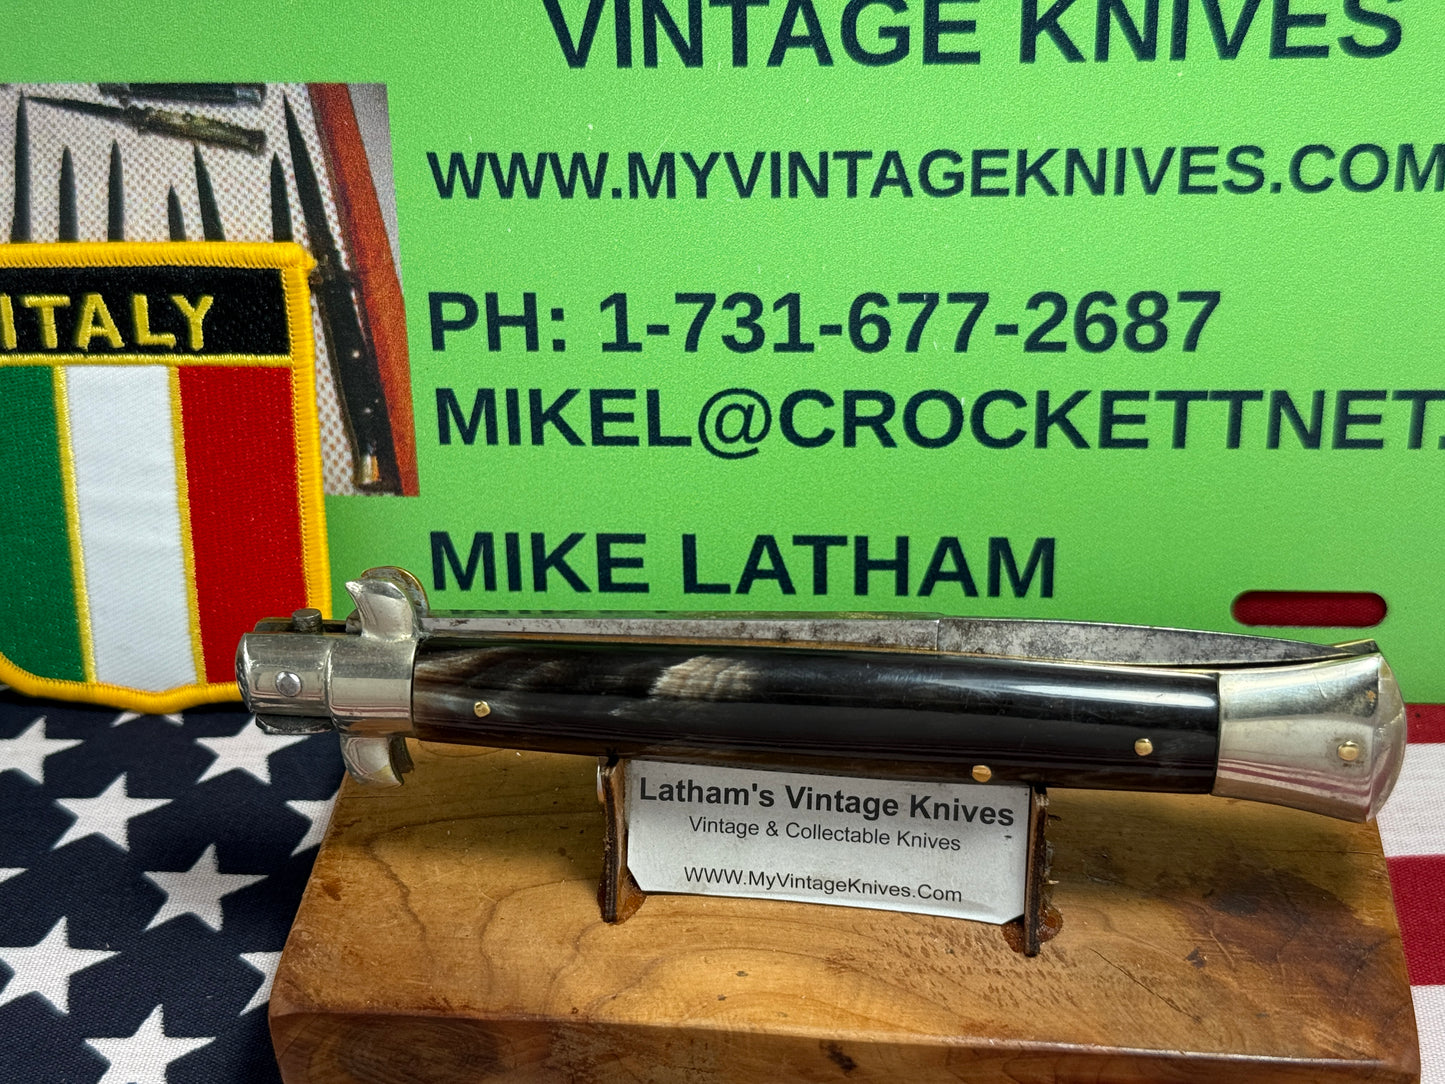 VINTAGE KNIVES
WWW.MYVINTAGEKNIVES.COM
ITALY
PH: 1-731-677-2687
MIKEL@CROCKETTNET.
MIKE LATHAM
Latham's Vintage Knives
Vintage & Collectable Knives
WWW.MyVintageKnives.Com